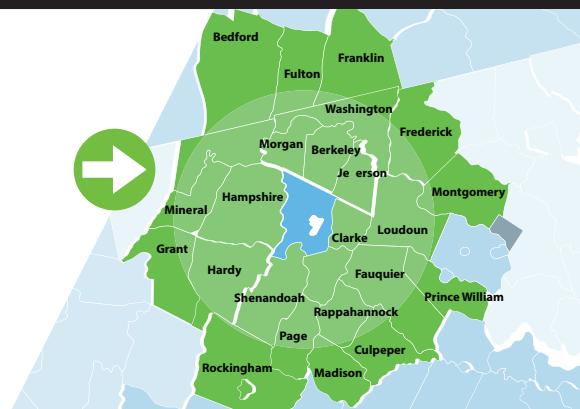 Bedford
Franklin
Fulton
Washington
Frederick
Morgan
Berkeley
Je erson
Montgomery
Hampshire
Mineral
Clarke
Loudoun
Grant
Hardy
Fauquier
Shenandoah
Prince William
Rappahannock
Page
Culpeper
Rockingham
Madison